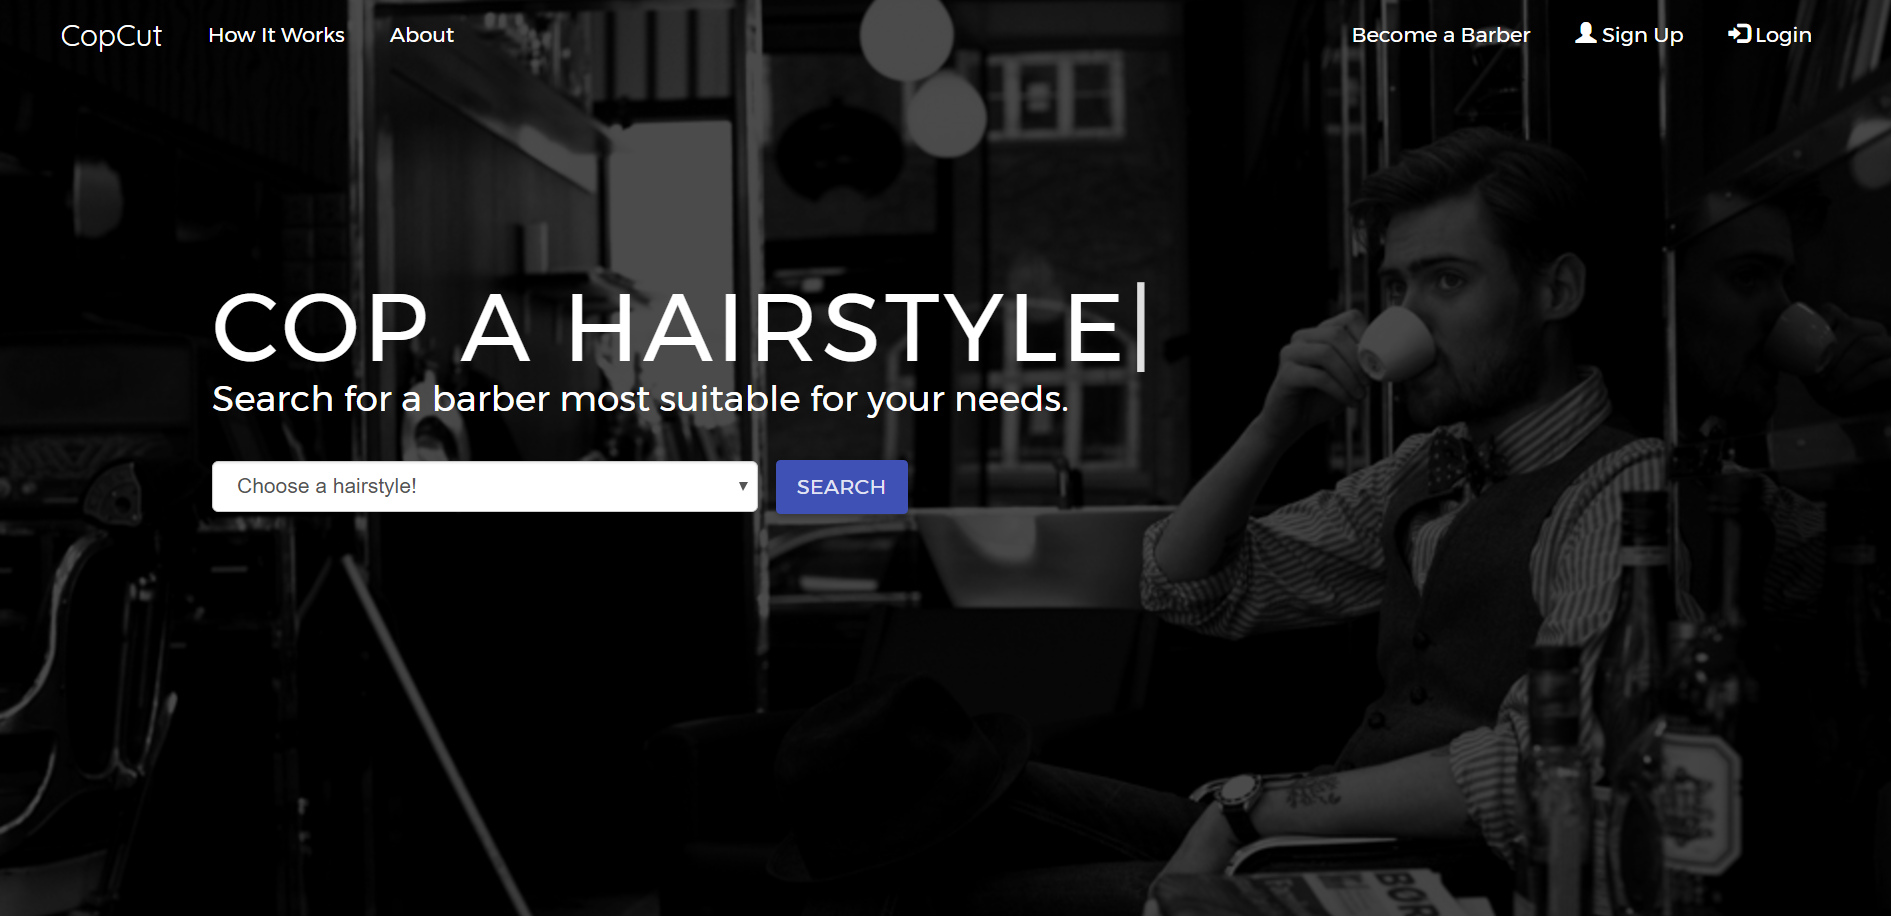 CopCut How It Works About Become a Barber Sign Up Login
COP A HAIRSTYLE
Search for a barber most suitable for your needs.
Choose a hairstyle! SEARCH
BOR